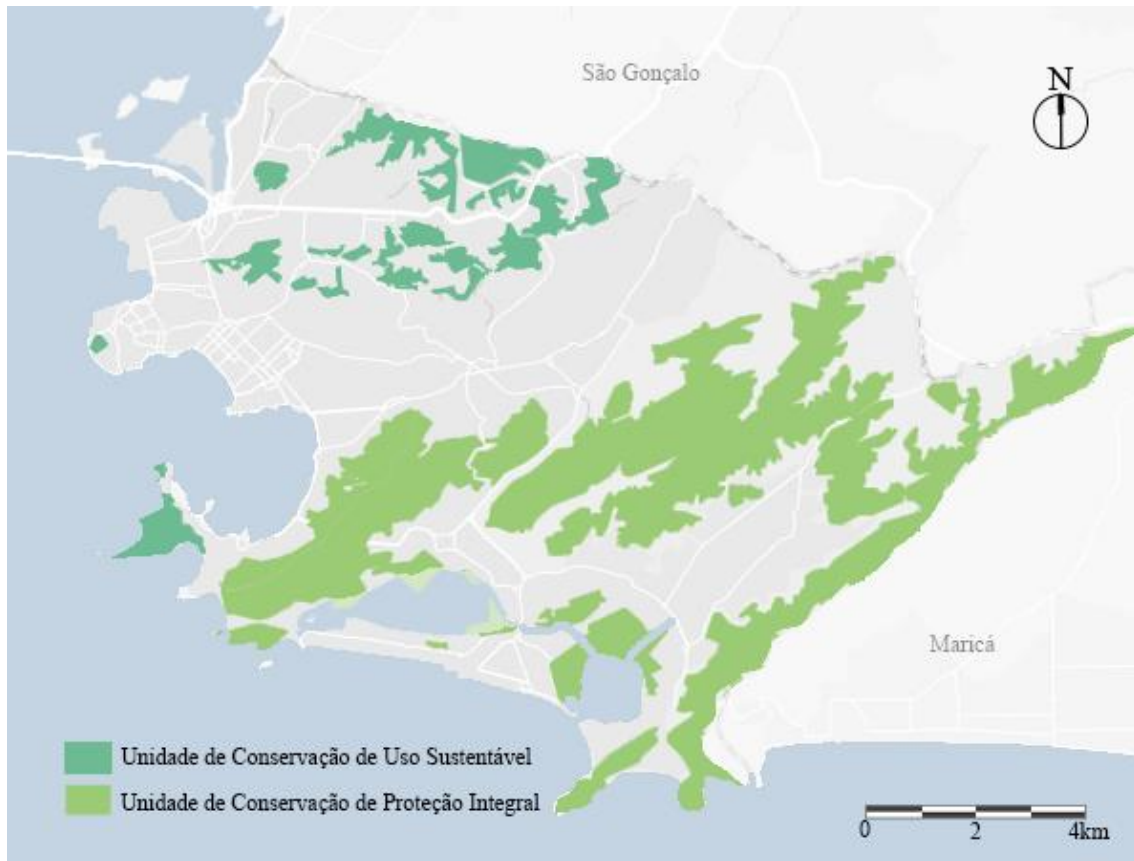 São Gonçalo
N
Maricá
Unidade de Conservação de Uso Sustentável
Unidade de Conservação de Proteção Integral
0 2 4km